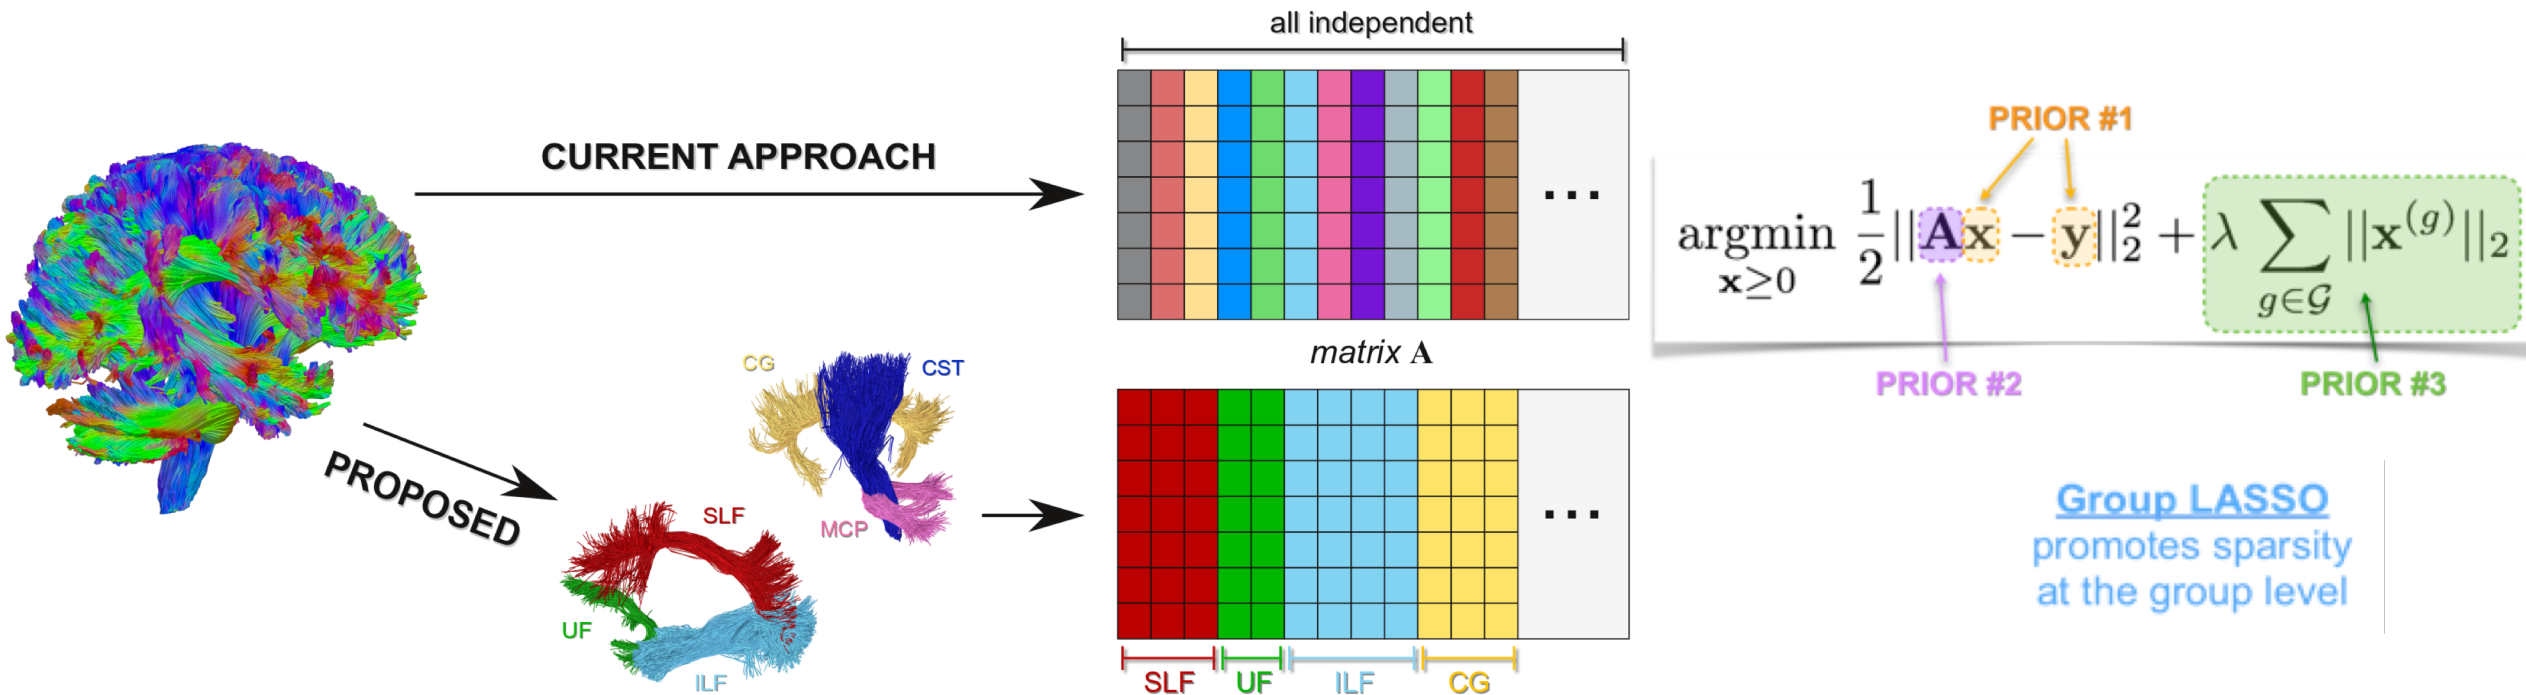 all independent
CURRENT APPROACH
PROPOSED
CG
CST
MCP
SLF
UF
ILF
...
matrix A
...
SLF UF ILF CG
PRIOR #1
argmin x≥0 1/2 ||Ax − y||₂² + λ ∑ g∈𝒢 ||x^(g)||₂
PRIOR #2
PRIOR #3
Group LASSO
promotes sparsity
at the group level